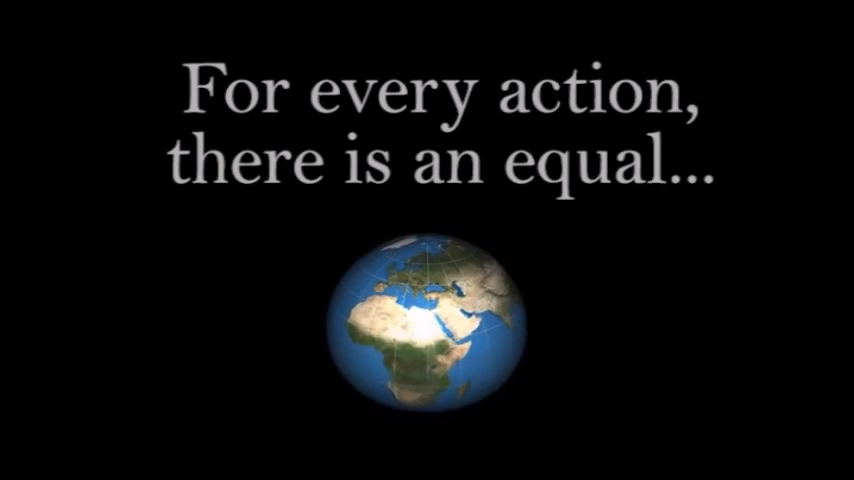 For every action,
there is an equal...